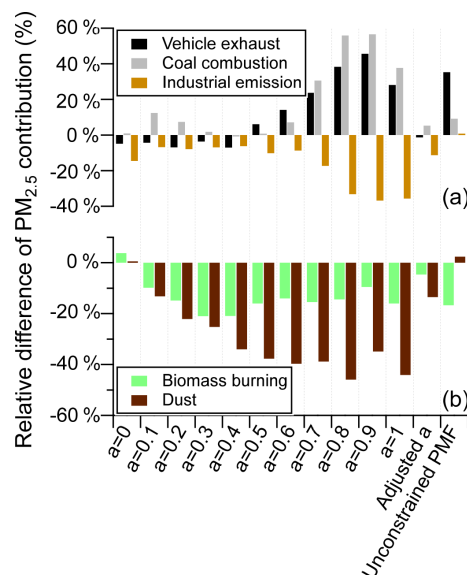 Relative difference of PM2.5 contribution (%)
60 %
40 %
20 %
0 %
-20 %
-40 %
Vehicle exhaust
Coal combustion
Industrial emission
(a)
0 %
-20 %
-40 %
-60 %
Biomass burning
Dust
(b)
a=0
a=0.1
a=0.2
a=0.3
a=0.4
a=0.5
a=0.6
a=0.7
a=0.8
a=0.9
a=1
Adjusted a
Unconstrained PMF